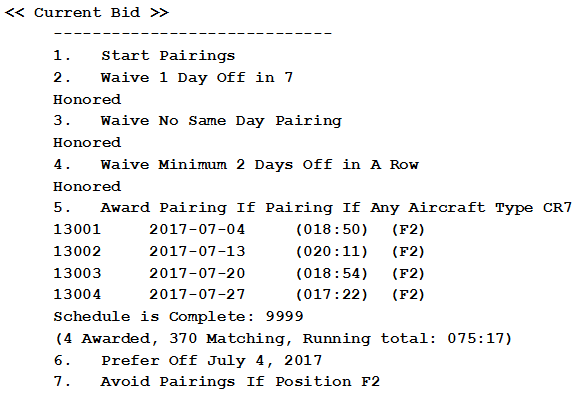 << Current Bid >>
-----------------------------
1. Start Pairings
2. Waive 1 Day Off in 7
Honored
3. Waive No Same Day Pairing
Honored
4. Waive Minimum 2 Days Off in A Row
Honored
5. Award Pairing If Pairing If Any Aircraft Type CR7
13001 2017-07-04 (018:50) (F2)
13002 2017-07-13 (020:11) (F2)
13003 2017-07-20 (018:54) (F2)
13004 2017-07-27 (017:22) (F2)
Schedule is Complete: 9999
(4 Awarded, 370 Matching, Running total: 075:17)
6. Prefer Off July 4, 2017
7. Avoid Pairings If Position F2